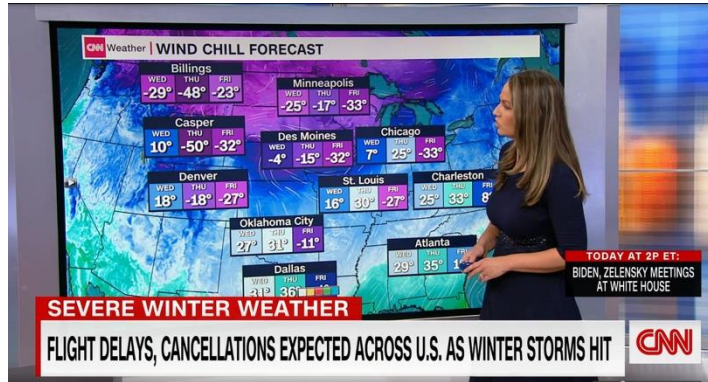 CNN Weather | WIND CHILL FORECAST
Billings
WED THU FRI
-29° -48° -23°
Minneapolis
WED THU FRI
-25° -17° -33°
Casper
WED THU FRI
10° -50° -32°
Des Moines
WED THU FRI
-4° -15° -32°
Chicago
WED THU FRI
7° 25° -33°
Denver
WED THU FRI
18° -18° -27°
St. Louis
WED THU FRI
16° 30° -27°
Charleston
WED THU FRI
25° 33°
Oklahoma City
WED THU FRI
27° 31° -11°
Atlanta
WED THU
29° 35°
Dallas
WED THU FRI
36°
TODAY AT 2P ET:
BIDEN, ZELENSKY MEETINGS
AT WHITE HOUSE
SEVERE WINTER WEATHER
FLIGHT DELAYS, CANCELLATIONS EXPECTED ACROSS U.S. AS WINTER STORMS HIT
CNN